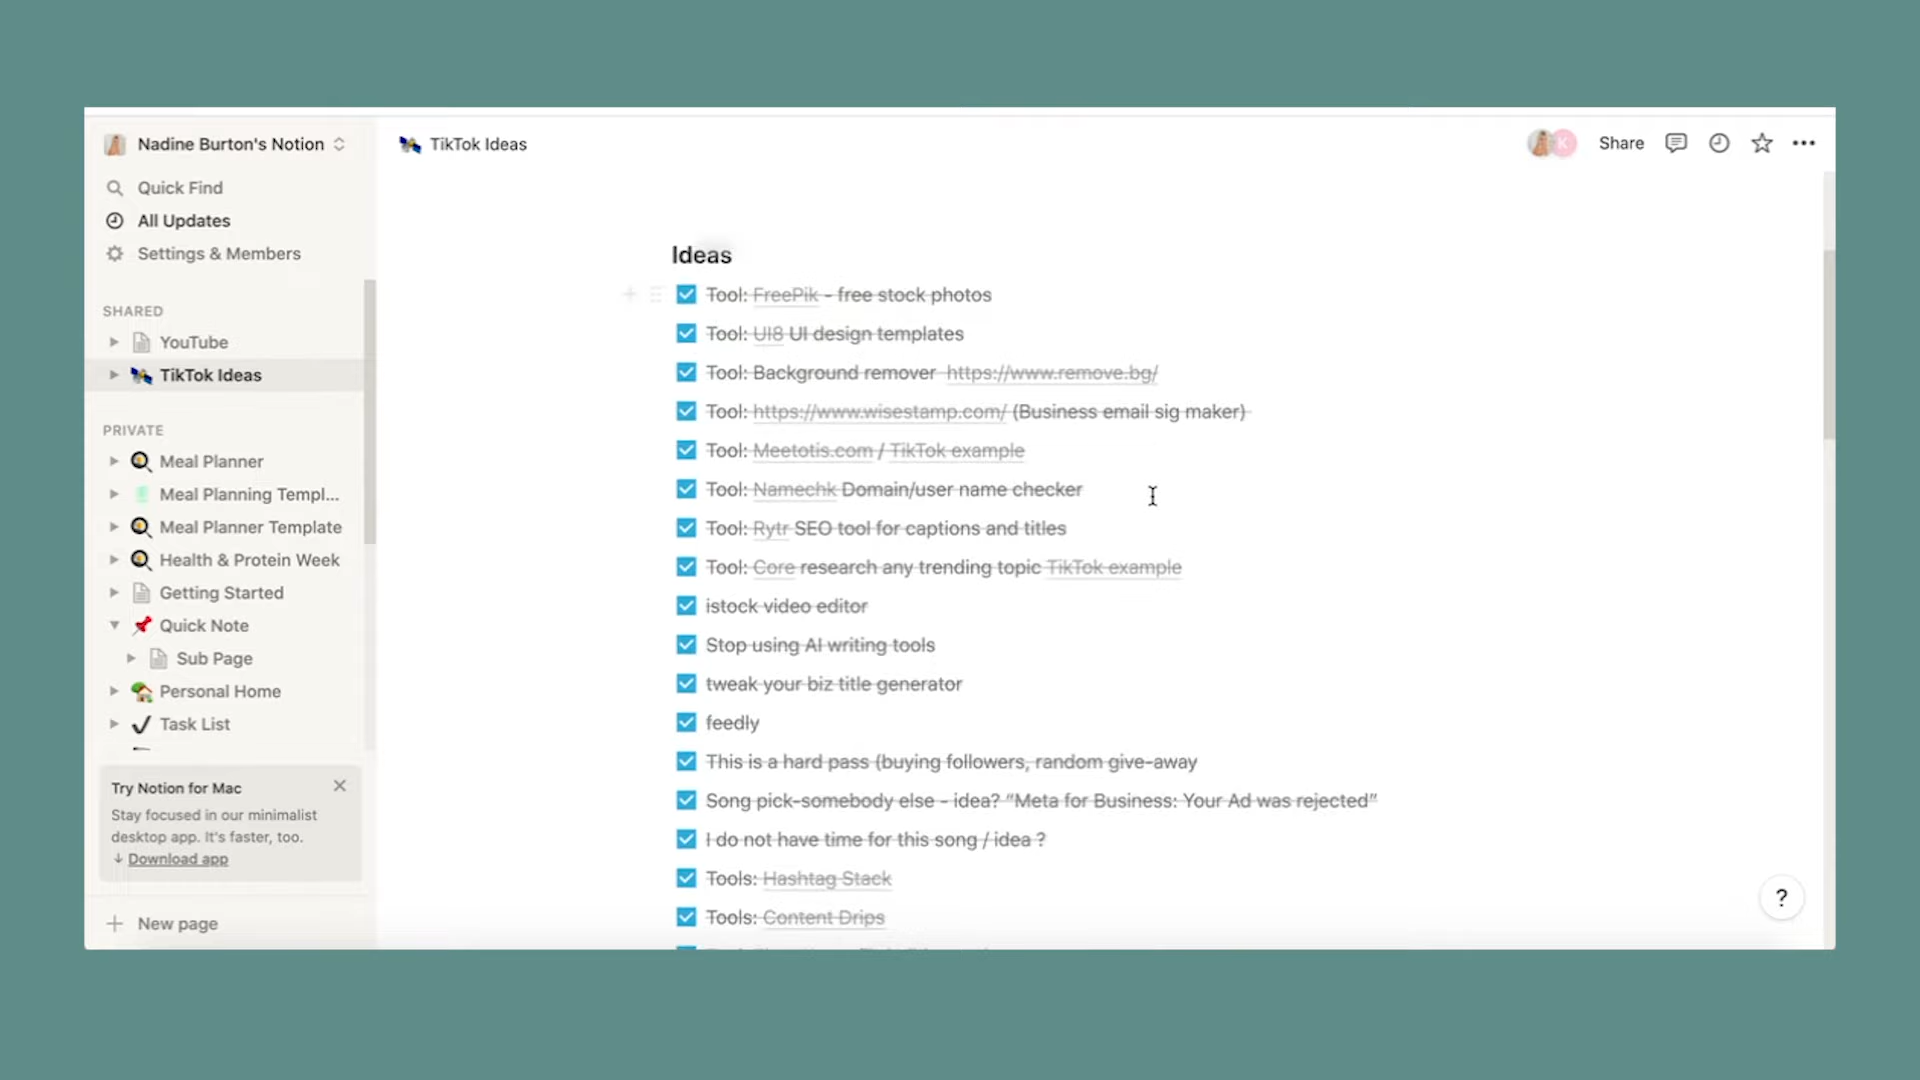 Nadine Burton's Notion
Quick Find
All Updates
Settings & Members
SHARED
YouTube
TikTok Ideas
PRIVATE
Meal Planner
Meal Planning Templ...
Meal Planner Template
Health & Protein Week
Getting Started
Quick Note
Sub Page
Personal Home
Task List
Try Notion for Mac
Stay focused in our minimalist
desktop app. It's faster, too.
Download app
New page
TikTok Ideas
K
Share
Ideas
Tool: FreePik - free stock photos
Tool: UI8 UI design templates
Tool: Background remover https://www.remove.bg/
Tool: https://www.wisestamp.com/ (Business email sig maker)
Tool: Meetotis.com / TikTok example
Tool: Namechk Domain/user name checker
Tool: Rytr SEO tool for captions and titles
Tool: Core research any trending topic TikTok example
istock video editor
Stop using AI writing tools
tweak your biz title generator
feedly
This is a hard pass (buying followers, random give-away
Song pick-somebody else - idea? “Meta for Business: Your Ad was rejected”
I do not have time for this song / idea ?
Tools: Hashtag Stack
Tools: Content Drips
?